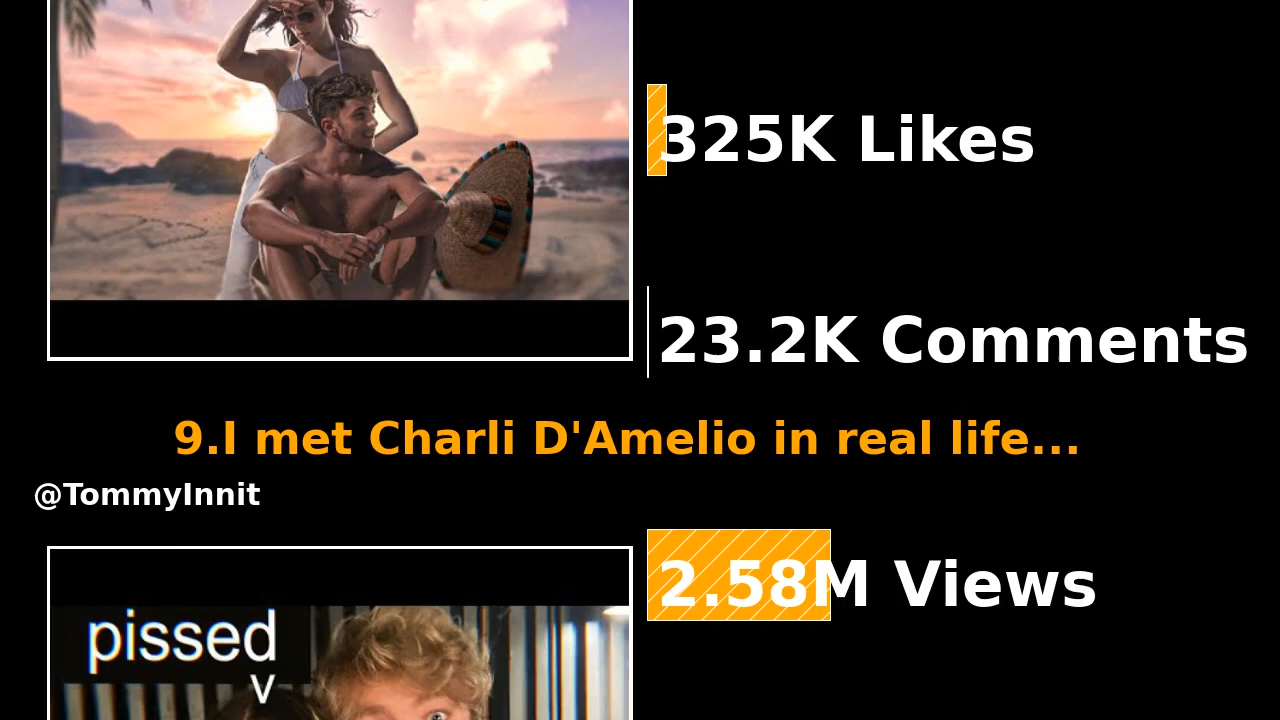 325K Likes
23.2K Comments
9.I met Charli D'Amelio in real life...
@TommyInnit
2.58M Views
pissed
v